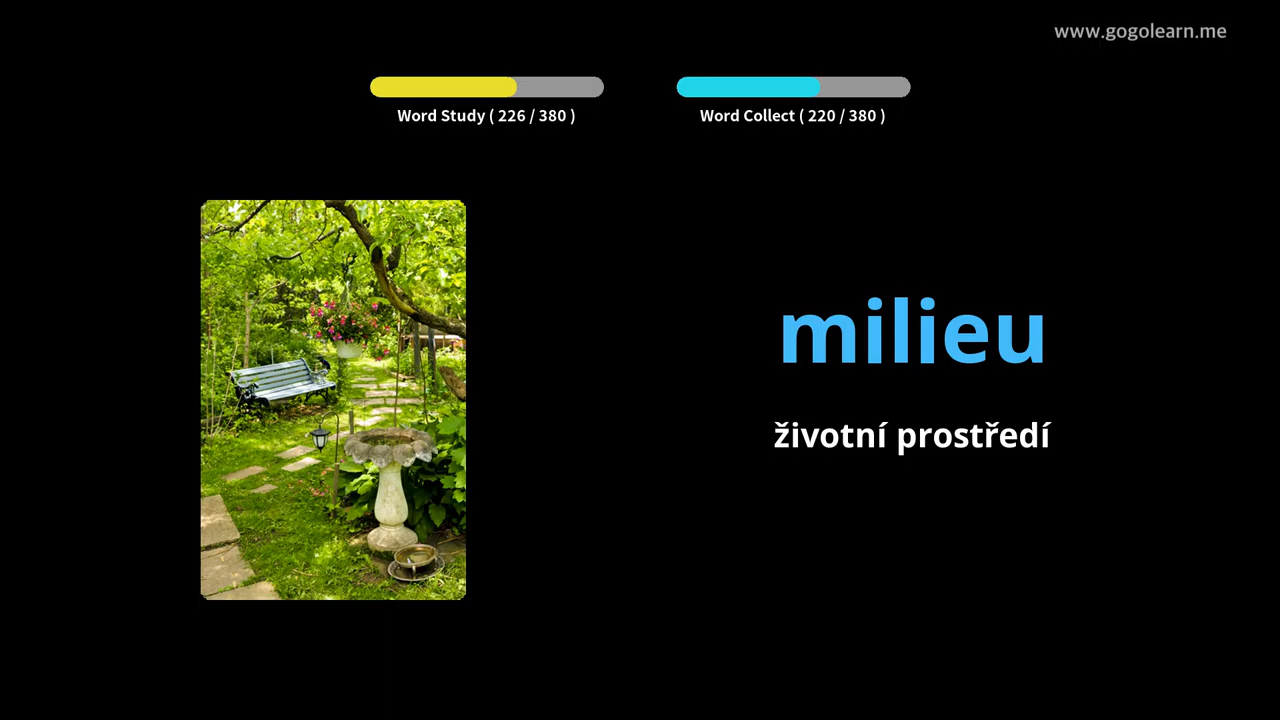 www.gogolearn.me
Word Study ( 226 / 380 )
Word Collect ( 220 / 380 )
milieu
životní prostředí